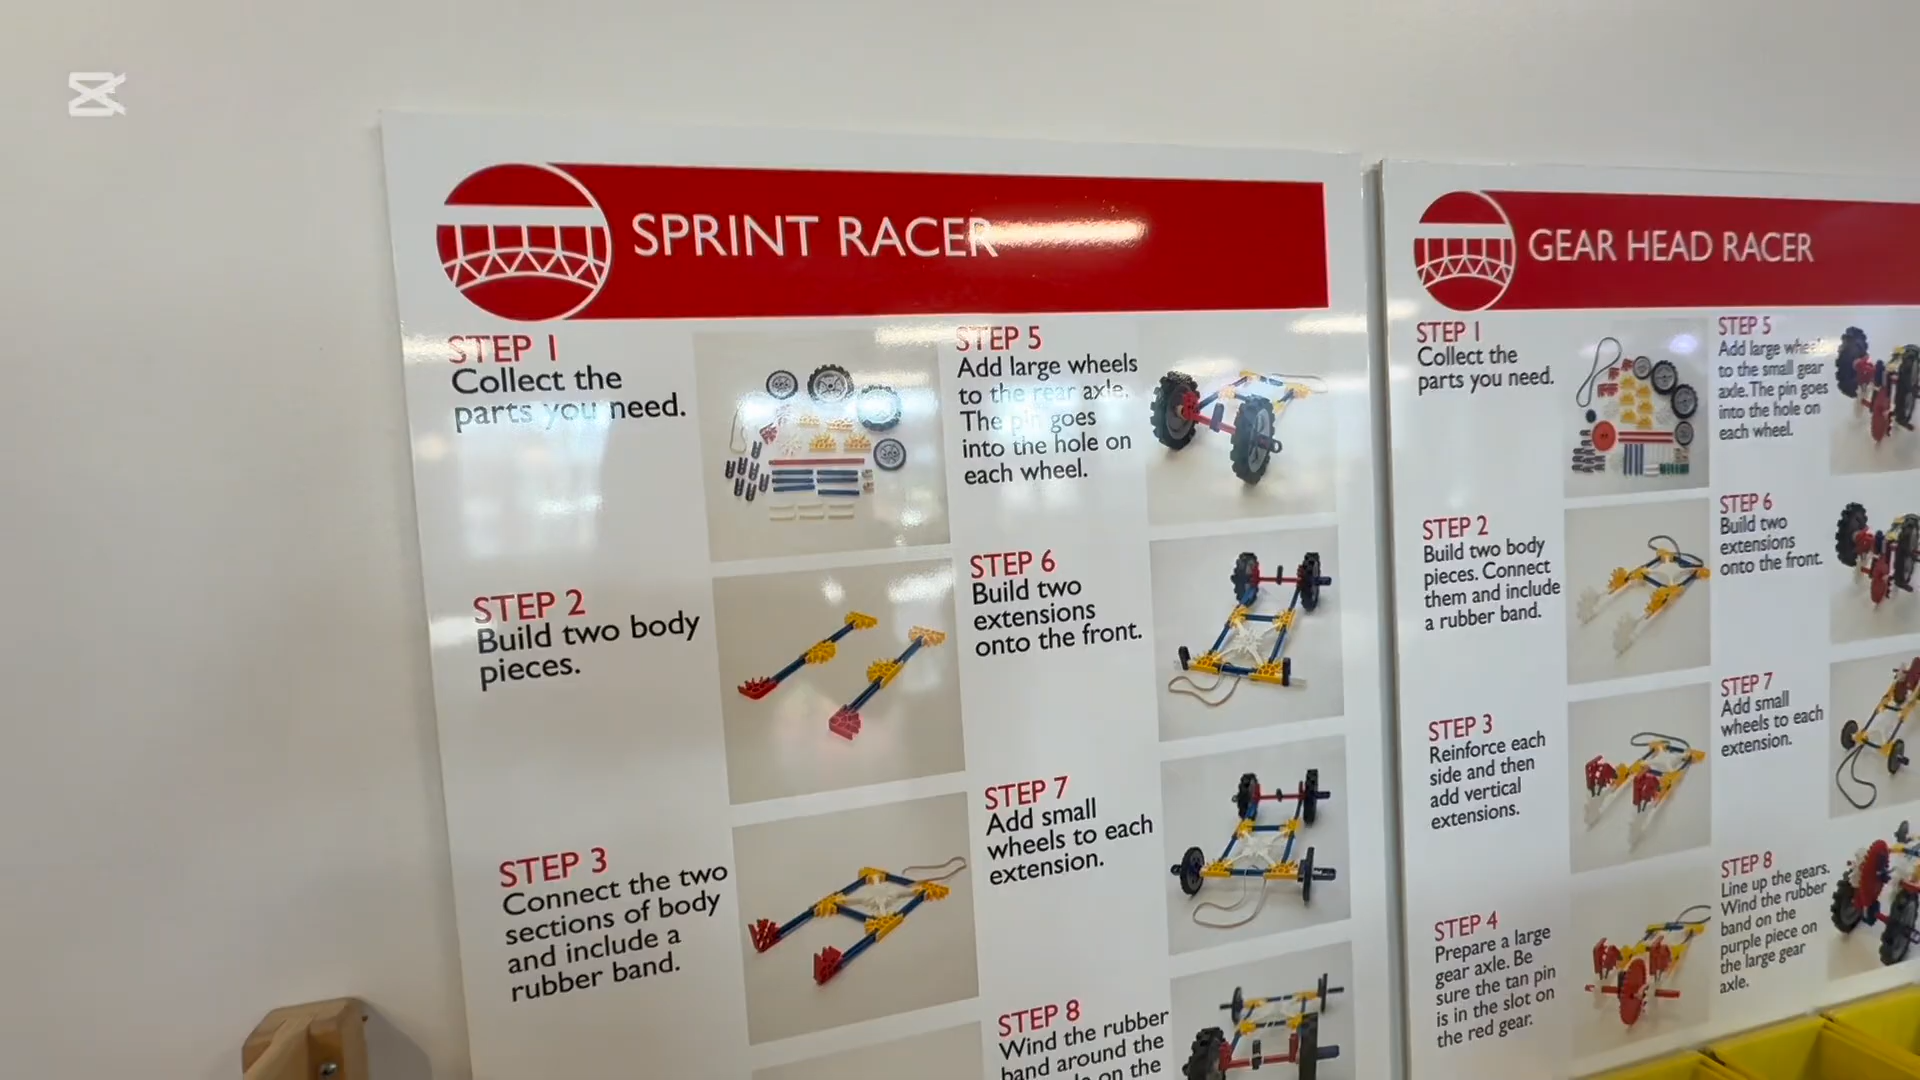 SPRINT RACER
STEP 1
Collect the
parts you need.
STEP 2
Build two body
pieces.
STEP 3
Connect the two
sections of body
and include a
rubber band.
STEP 5
Add large wheels
to the rear axle.
The pin goes
into the hole on
each wheel.
STEP 6
Build two
extensions
onto the front.
STEP 7
Add small
wheels to each
extension.
STEP 8
Wind the rubber
band around the
on the
GEAR HEAD RACER
STEP 1
Collect the
parts you need.
STEP 2
Build two body
pieces. Connect
them and include
a rubber band.
STEP 3
Reinforce each
side and then
add vertical
extensions.
STEP 4
Prepare a large
gear axle. Be
sure the tan pin
is in the slot on
the red gear.
STEP 5
Add large wheels
to the small gear
axle. The pin goes
into the hole on
each wheel.
STEP 6
Build two
extensions
onto the front.
STEP 7
Add small
wheels to each
extension.
STEP 8
Line up the gears.
Wind the rubber
band on the
purple piece on
the large gear
axle.